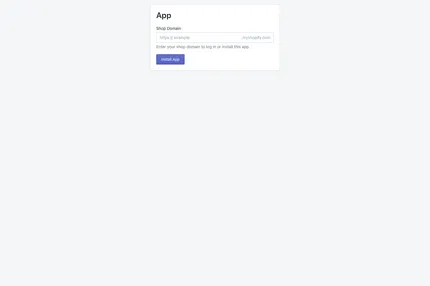 App
Shop Domain
https:// example
.myshopify.com
Enter your shop domain to log in or install this app.
Install app